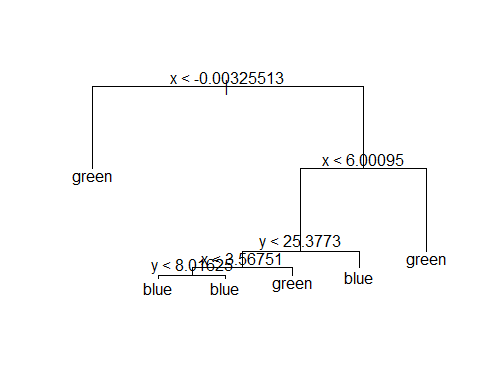 x < -0.00325513
x < 6.00095
green
y < 25.3773
x < 3.56751
green
y < 8.01625
blue
green
blue
blue